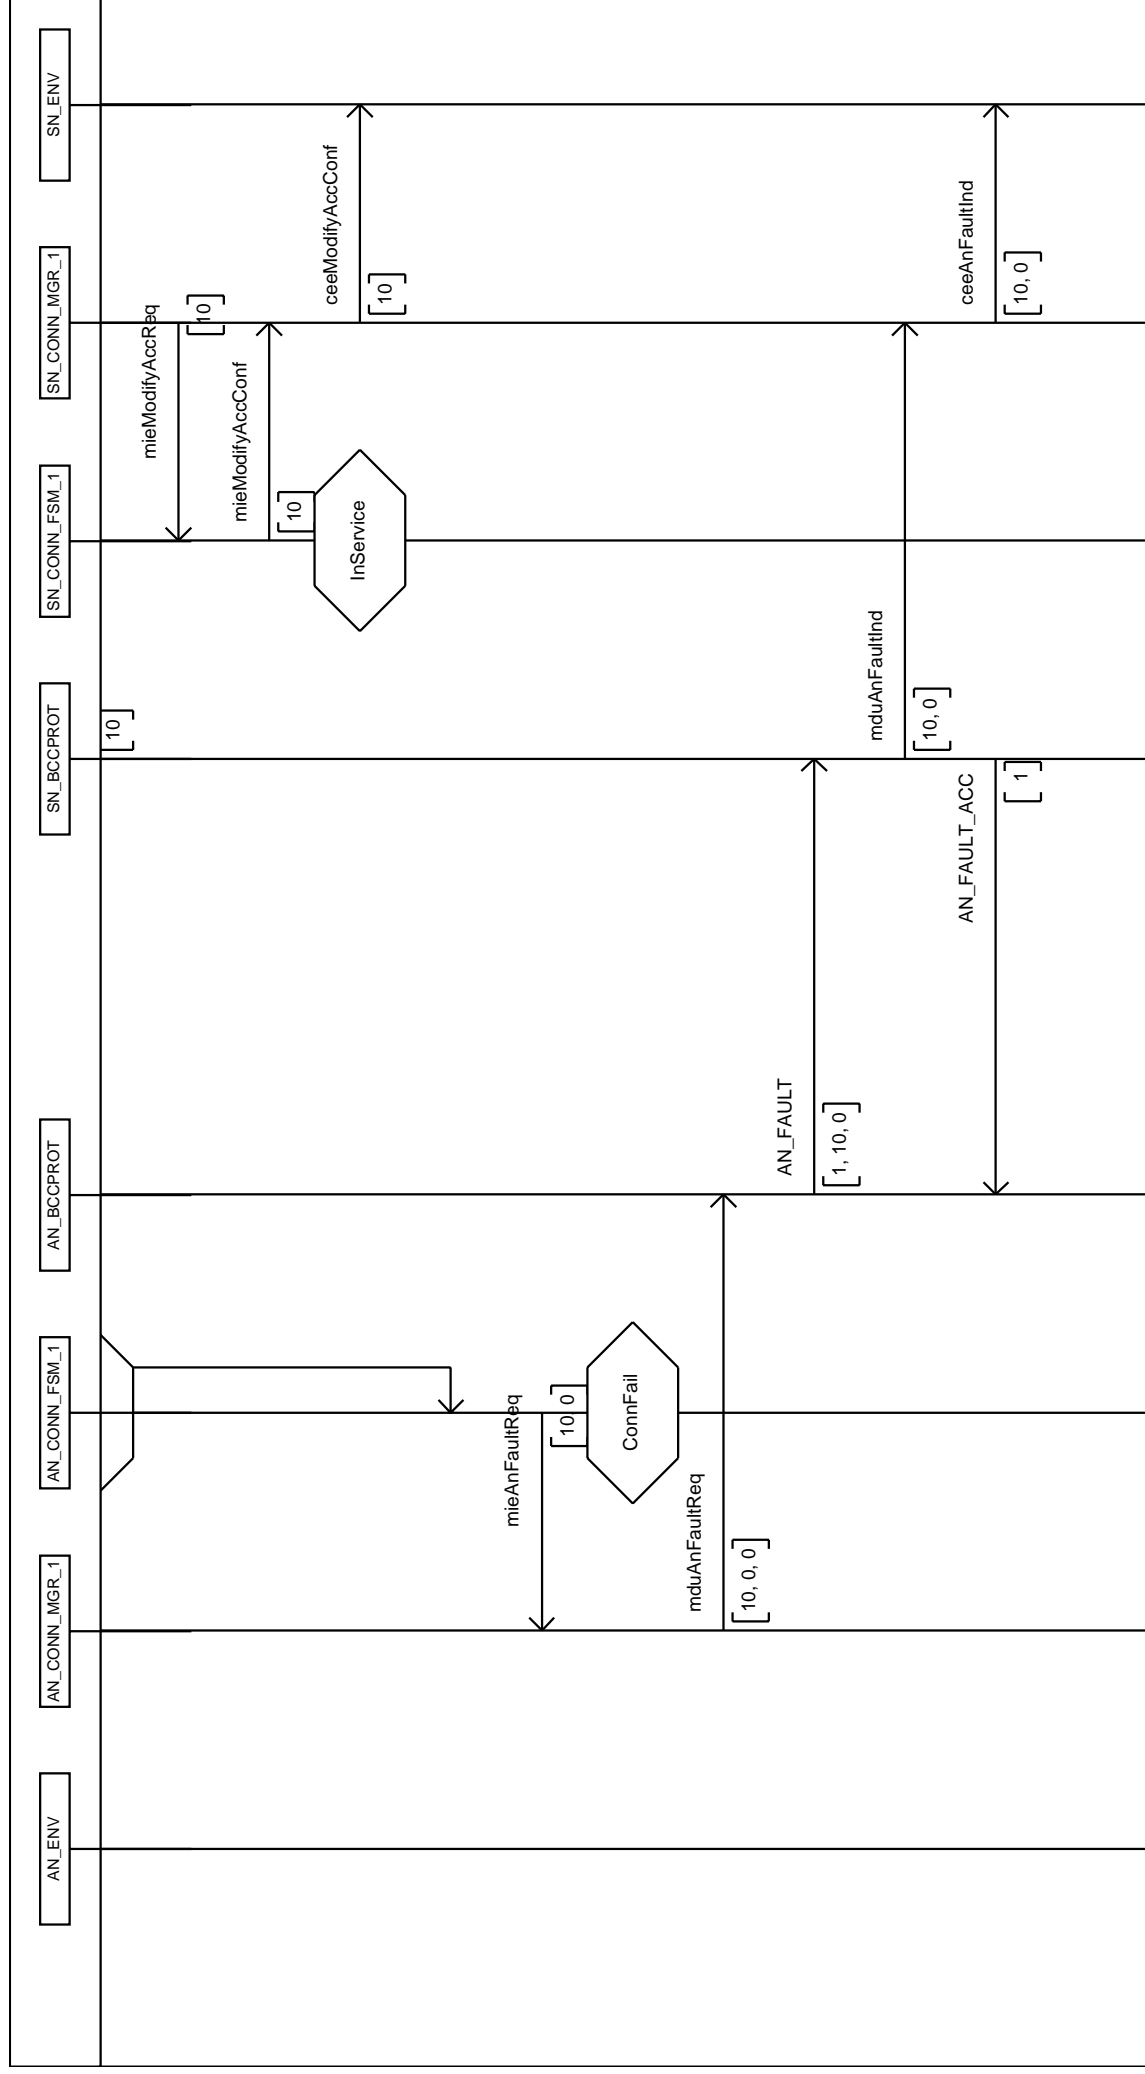 AN_ENV
AN_CONN_MGR_1
AN_CONN_FSM_1
AN_BCCPROT
SN_BCCPROT
SN_CONN_FSM_1
SN_CONN_MGR_1
SN_ENV
10
mieModifyAccReq
10
mieModifyAccConf
10
ceeModifyAccConf
10
InService
mieAnFaultReq
10, 0
ConnFail
mduAnFaultReq
10, 0, 0
AN_FAULT
1, 10, 0
mduAnFaultInd
10, 0
AN_FAULT_ACC
1
ceeAnFaultInd
10, 0